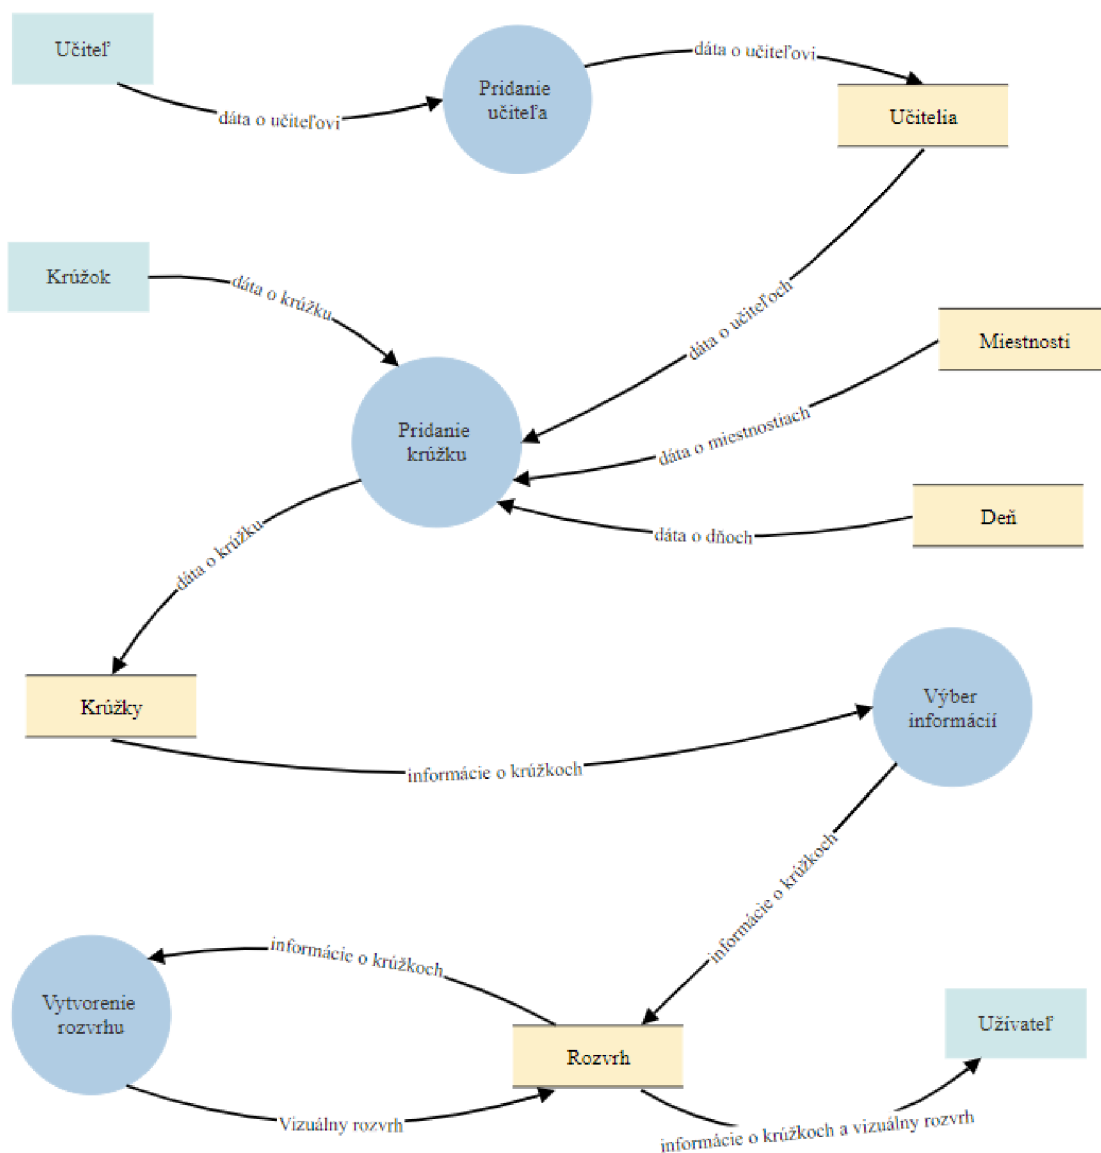 Učiteľ
dáta o učiteľovi
Pridanie
učiteľa
dáta o učiteľovi
Učitelia
Krúžok
dáta o krúžku
dáta o učiteľoch
Miestnosti
Pridanie
krúžku
dáta o miestnostiach
Deň
dáta o dňoch
dáta o krúžku
Krúžky
informácie o krúžkoch
Výber
informácií
informácie o krúžkoch
informácie o krúžkoch
Vytvorenie
rozvrhu
Rozvrh
Užívateľ
Vizuálny rozvrh
informácie o krúžkoch a vizuálny rozvrh